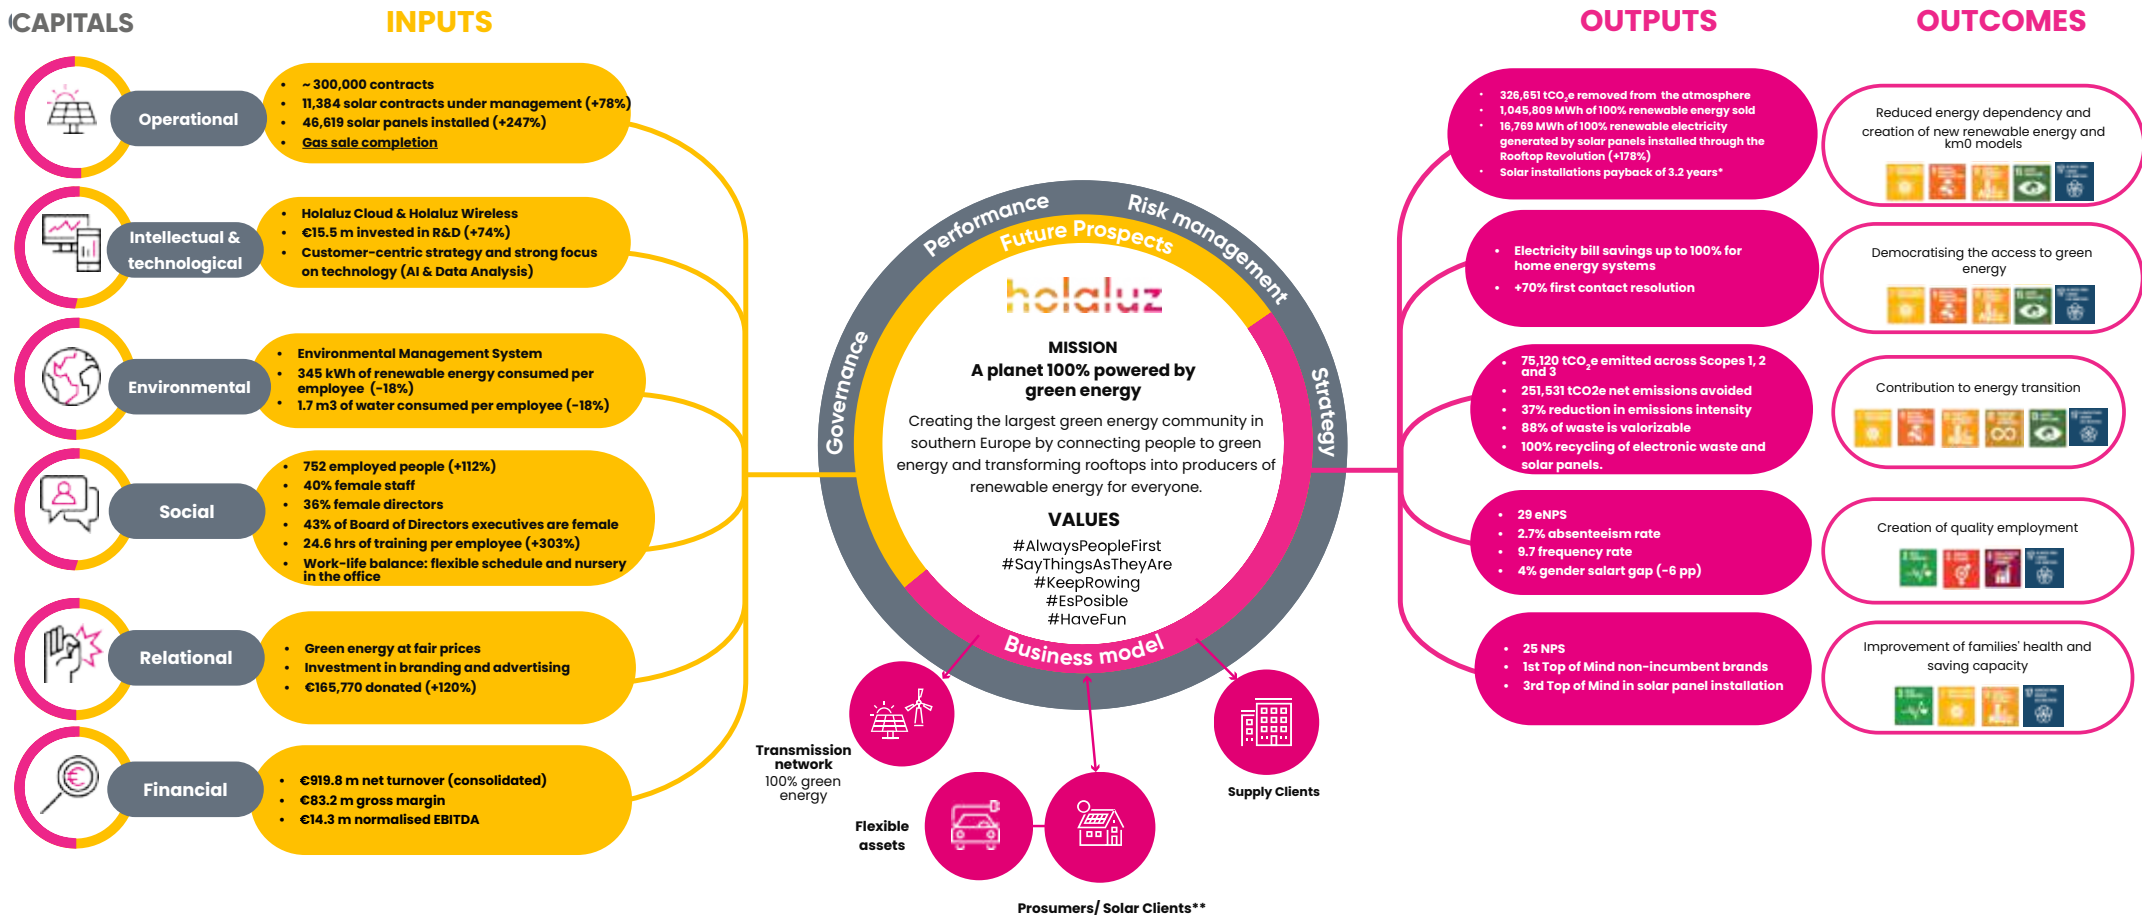 CAPITALS
INPUTS
OUTPUTS
OUTCOMES
Operational
• ~ 300,000 contracts
• 11,384 solar contracts under management (+78%)
• 46,619 solar panels installed (+247%)
• Gas sale completion
Intellectual &
technological
• Holaluz Cloud & Holaluz Wireless
• €15.5 m invested in R&D (+74%)
• Customer-centric strategy and strong focus
on technology (AI & Data Analysis)
Environmental
• Environmental Management System
• 345 kWh of renewable energy consumed per
employee (-18%)
• 1.7 m3 of water consumed per employee (-18%)
Social
• 752 employed people (+112%)
• 40% female staff
• 36% female directors
• 43% of Board of Directors executives are female
• 24.6 hrs of training per employee (+303%)
• Work-life balance: flexible schedule and nursery
in the office
Relational
• Green energy at fair prices
• Investment in branding and advertising
• €165,770 donated (+120%)
Financial
• €919.8 m net turnover (consolidated)
• €83.2 m gross margin
• €14.3 m normalised EBITDA
Governance
Performance
Risk management
Strategy
Future Prospects
holaluz
MISSION
A planet 100% powered by
green energy
Creating the largest green energy community in
southern Europe by connecting people to green
energy and transforming rooftops into producers of
renewable energy for everyone.
VALUES
#AlwaysPeopleFirst
#SayThingsAsTheyAre
#KeepRowing
#EsPosible
#HaveFun
Business model
Transmission
network
100% green
energy
Flexible
assets
Prosumers/ Solar Clients**
Supply Clients
• 326,651 tCO2e removed from the atmosphere
• 1,045,809 MWh of 100% renewable energy sold
• 16,769 MWh of 100% renewable electricity
generated by solar panels installed through the
Rooftop Revolution (+178%)
• Solar installations payback of 3.2 years*
• Electricity bill savings up to 100% for
home energy systems
• +70% first contact resolution
• 75,120 tCO2e emitted across Scopes 1, 2
and 3
• 251,531 tCO2e net emissions avoided
• 37% reduction in emissions intensity
• 88% of waste is valorizable
• 100% recycling of electronic waste and
solar panels.
• 29 eNPS
• 2.7% absenteeism rate
• 9.7 frequency rate
• 4% gender salart gap (-6 pp)
• 25 NPS
• 1st Top of Mind non-incumbent brands
• 3rd Top of Mind in solar panel installation
Reduced energy dependency and
creation of new renewable energy and
km0 models
Democratising the access to green
energy
Contribution to energy transition
Creation of quality employment
Improvement of families' health and
saving capacity